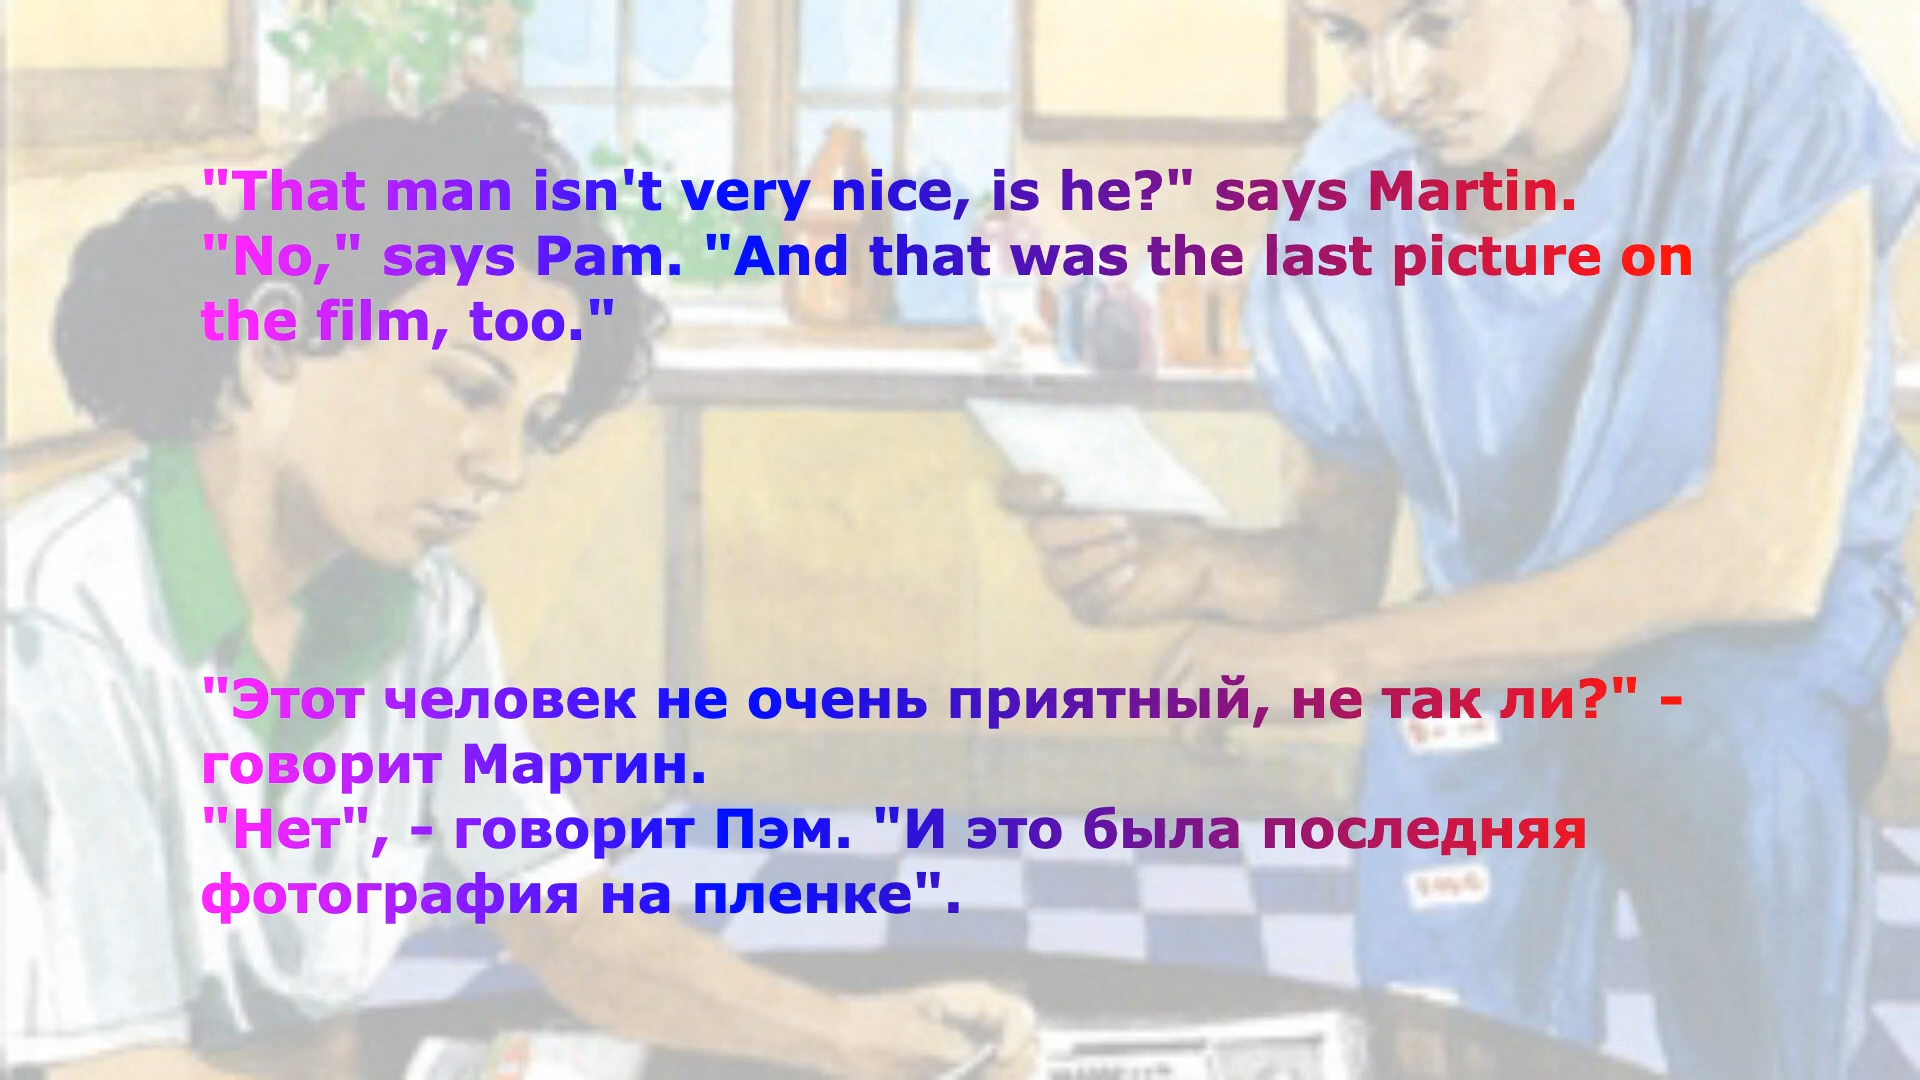 "That man isn't very nice, is he?" says Martin.
"No," says Pam. "And that was the last picture on
the film, too."
"Этот человек не очень приятный, не так ли?" -
говорит Мартин.
"Нет", - говорит Пэм. "И это была последняя
фотография на пленке".